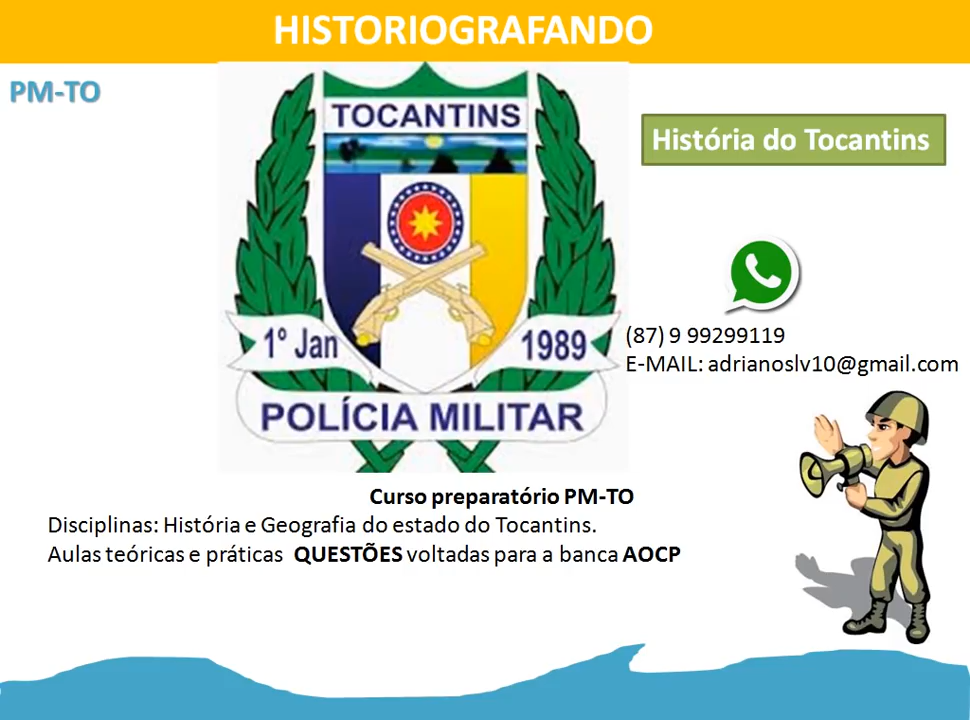 HISTORIOGRAFANDO
PM-TO
TOCANTINS
História do Tocantins
1º Jan
1989
POLÍCIA MILITAR
(87) 9 99299119
E-MAIL: adrianoslv10@gmail.com
Curso preparatório PM-TO
Disciplinas: História e Geografia do estado do Tocantins.
Aulas teóricas e práticas QUESTÕES voltadas para a banca AOCP